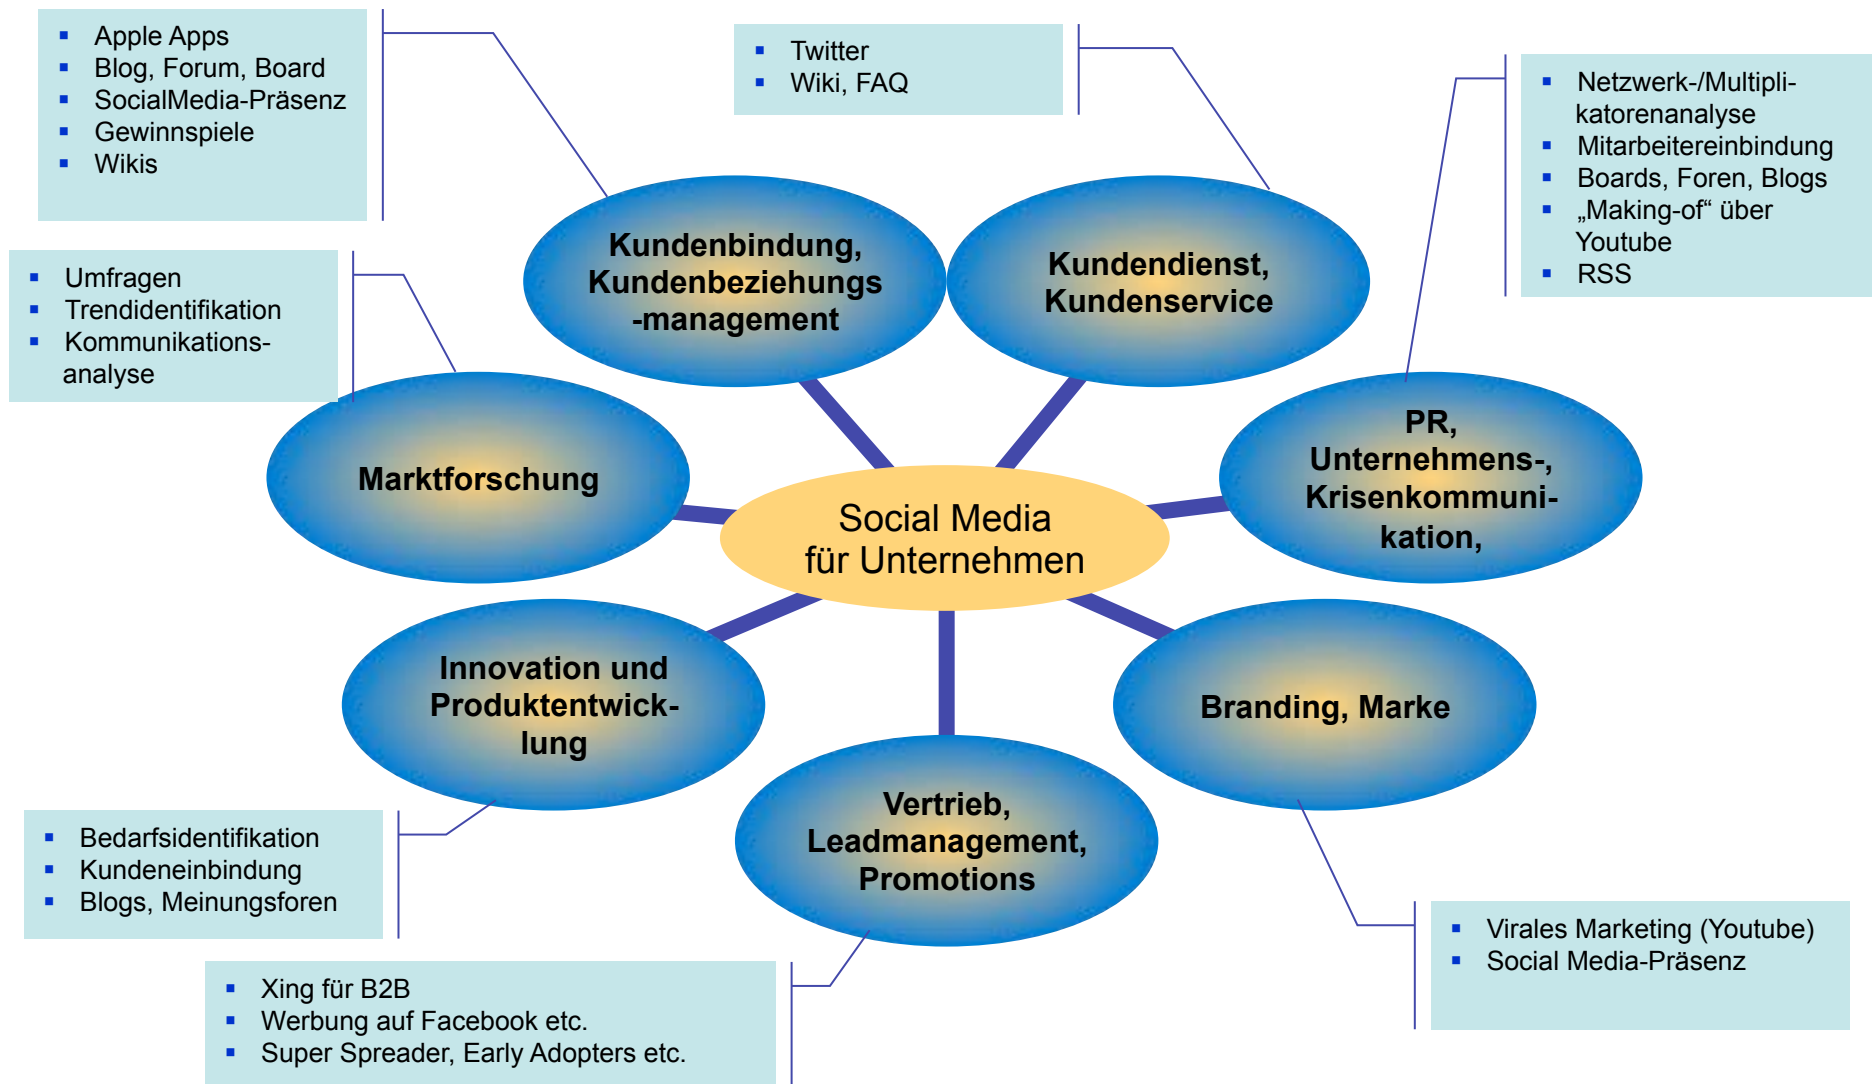 Apple Apps
Blog, Forum, Board
SocialMedia-Präsenz
Gewinnspiele
Wikis
Twitter
Wiki, FAQ
Netzwerk-/Multipli-
katorenanalyse
Mitarbeitereinbindung
Boards, Foren, Blogs
„Making-of“ über
Youtube
RSS
Umfragen
Trendidentifikation
Kommunikations-
analyse
Kundenbindung,
Kundenbeziehungs
-management
Kundendienst,
Kundenservice
Marktforschung
PR,
Unternehmens-,
Krisenkommuni-
kation,
Social Media
für Unternehmen
Innovation und
Produktentwick-
lung
Branding, Marke
Vertrieb,
Leadmanagement,
Promotions
Bedarfsidentifikation
Kundeneinbindung
Blogs, Meinungsforen
Virales Marketing (Youtube)
Social Media-Präsenz
Xing für B2B
Werbung auf Facebook etc.
Super Spreader, Early Adopters etc.